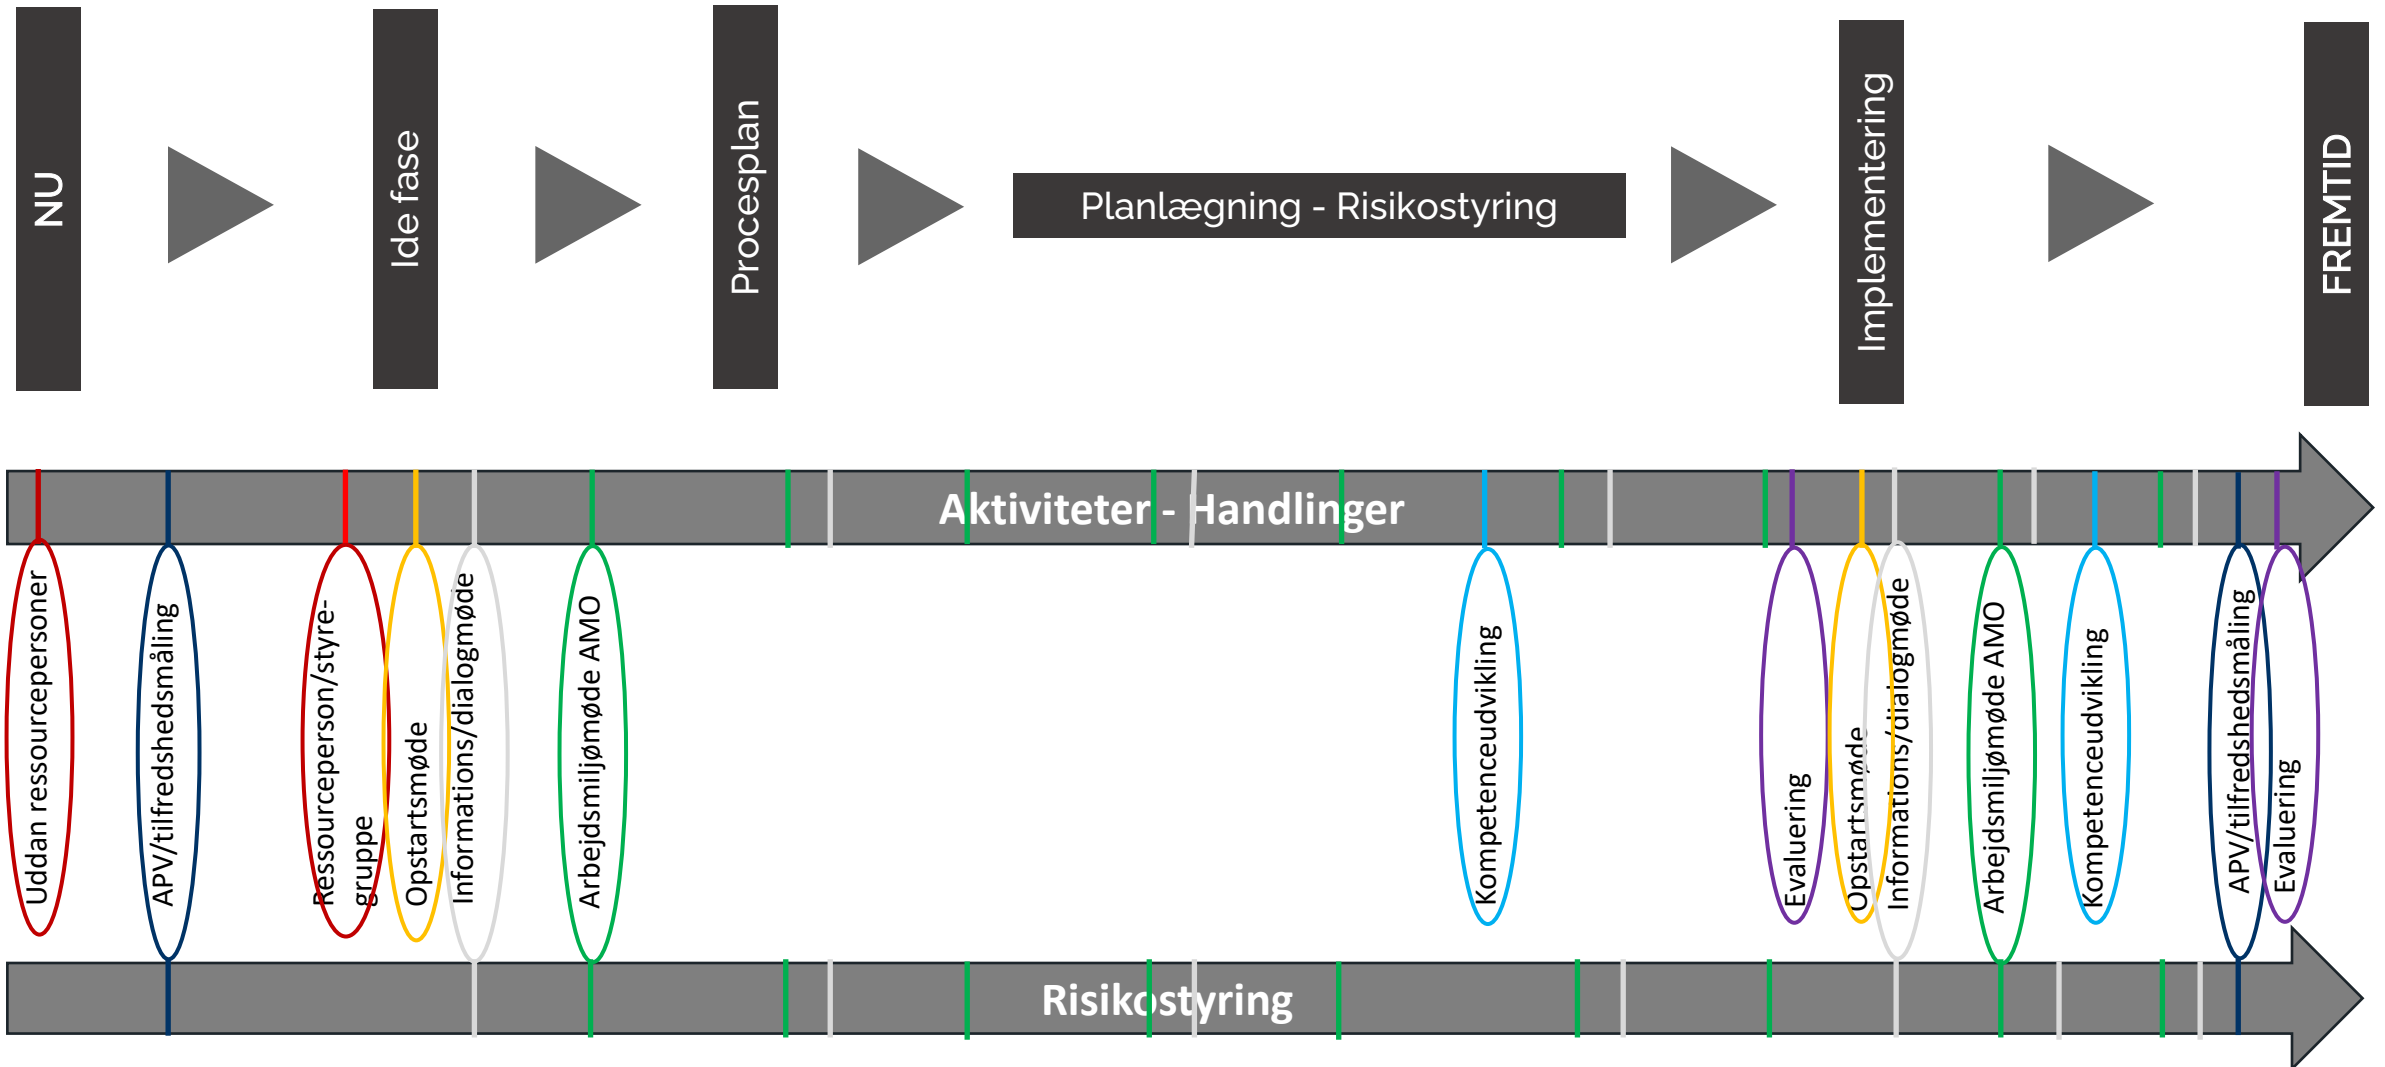 NU
Ide fase
Procesplan
Planlægning - Risikostyring
Implementering
FREMTID
Aktiviteter - Handlinger
Uddan ressourcepersoner
APV/tilfredshedsmåling
Ressourceperson/styre-
gruppe
Opstartsmøde
Informations/dialogmøde
Arbejdsmiljømøde AMO
Kompetenceudvikling
Evaluering
Opstartsmøde
Informations/dialogmøde
Arbejdsmiljømøde AMO
Kompetenceudvikling
APV/tilfredshedsmåling
Evaluering
Risikostyring